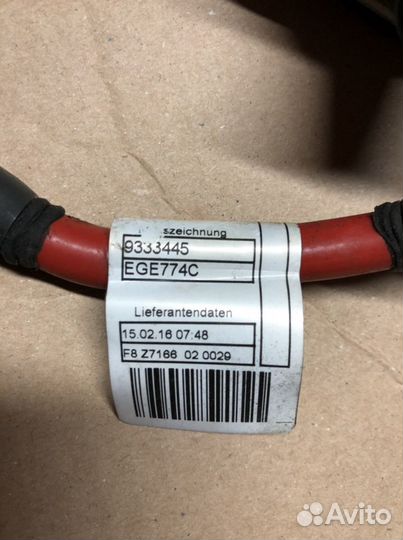 szeichnung
9333445
EGE774C
Lieferantendaten
15.02.16 07:48
F8 Z7166 02 0029
Avito